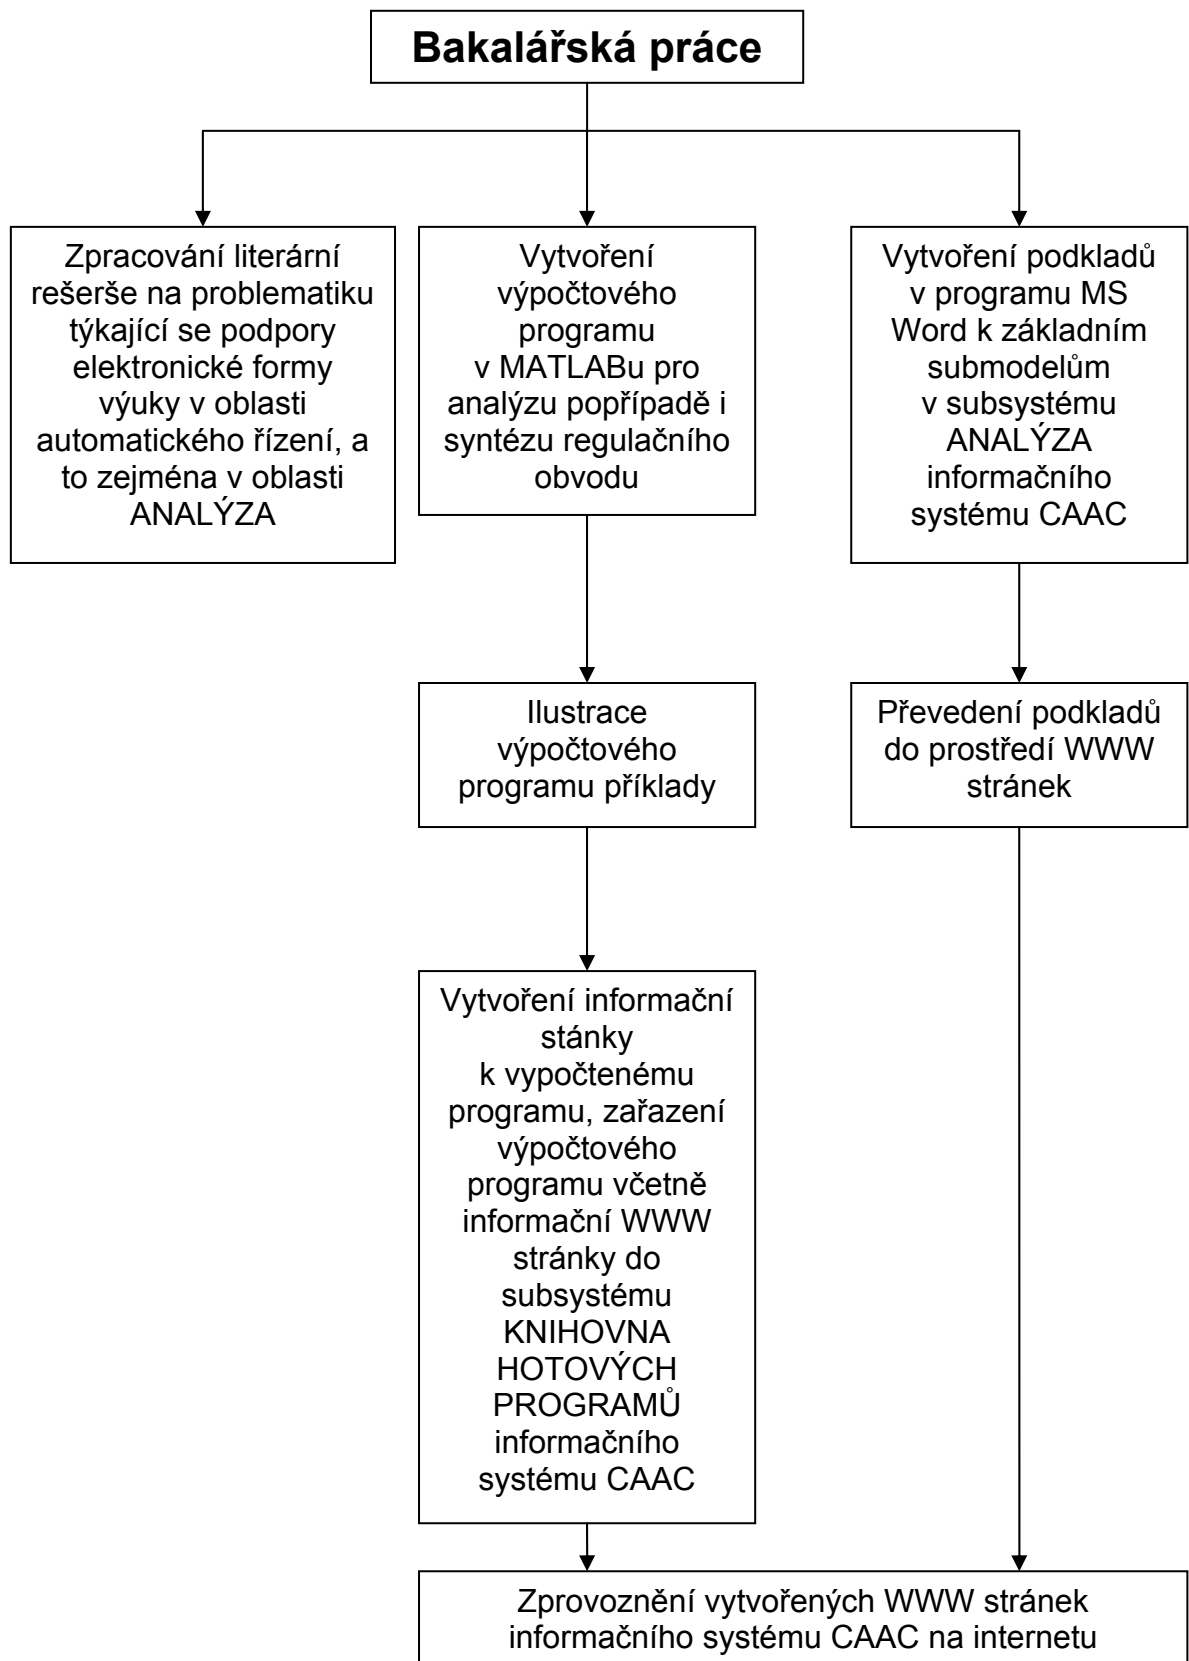 Bakalářská práce
Zpracování literární
rešerše na problematiku
týkající se podpory
elektronické formy
výuky v oblasti
automatického řízení, a
to zejména v oblasti
ANALÝZA
Vytvoření
výpočtového
programu
v MATLABu pro
analýzu popřípadě i
syntézu regulačního
obvodu
Vytvoření podkladů
v programu MS
Word k základním
submodelům
v subsystému
ANALÝZA
informačního
systému CAAC
Ilustrace
výpočtového
programu příklady
Převedení podkladů
do prostředí WWW
stránek
Vytvoření informační
stánky
k vypočtenému
programu, zařazení
výpočtového
programu včetně
informační WWW
stránky do
subsystému
KNIHOVNA
HOTOVÝCH
PROGRAMŮ
informačního
systému CAAC
Zprovoznění vytvořených WWW stránek
informačního systému CAAC na internetu